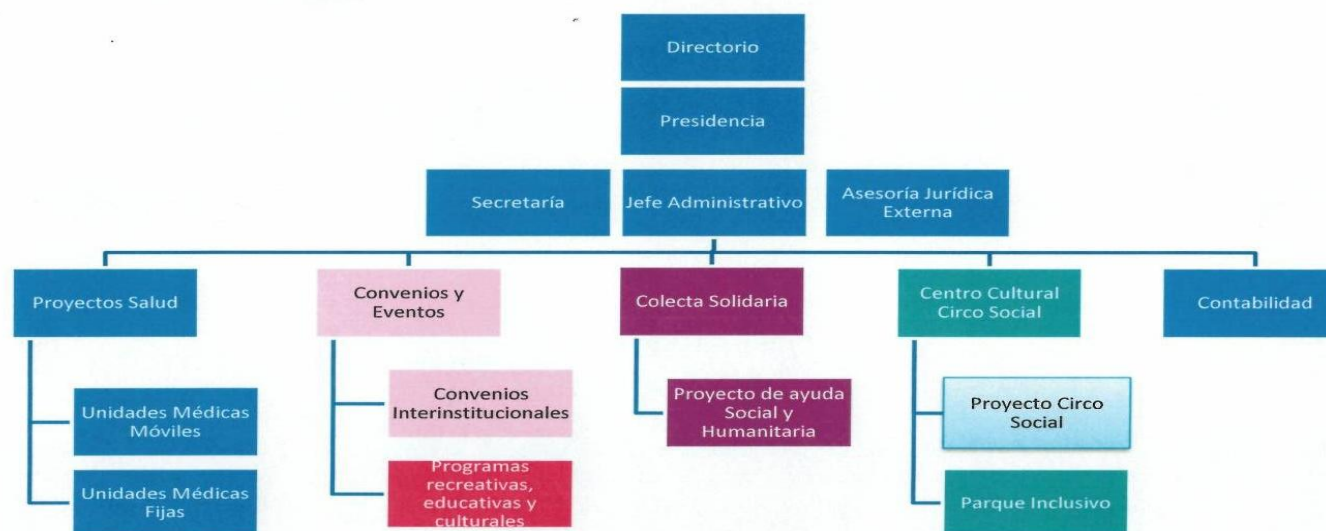 Directorio
Presidencia
Secretaría
Jefe Administrativo
Asesoría Jurídica
Externa
Proyectos Salud
Convenios y
Eventos
Colecta Solidaria
Centro Cultural
Circo Social
Contabilidad
Unidades Médicas
Móviles
Convenios
Interinstitucionales
Proyecto de ayuda
Social y
Humanitaria
Proyecto Circo
Social
Unidades Médicas
Fijas
Programas
recreativas,
educativas y
culturales
Parque Inclusivo